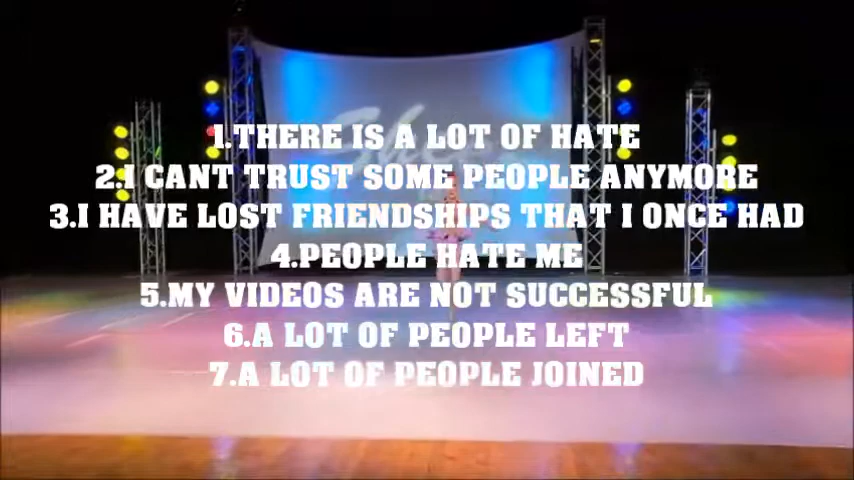 1.THERE IS A LOT OF HATE
2.I CANT TRUST SOME PEOPLE ANYMORE
3.I HAVE LOST FRIENDSHIPS THAT I ONCE HAD
4.PEOPLE HATE ME
5.MY VIDEOS ARE NOT SUCCESSFUL
6.A LOT OF PEOPLE LEFT
7.A LOT OF PEOPLE JOINED